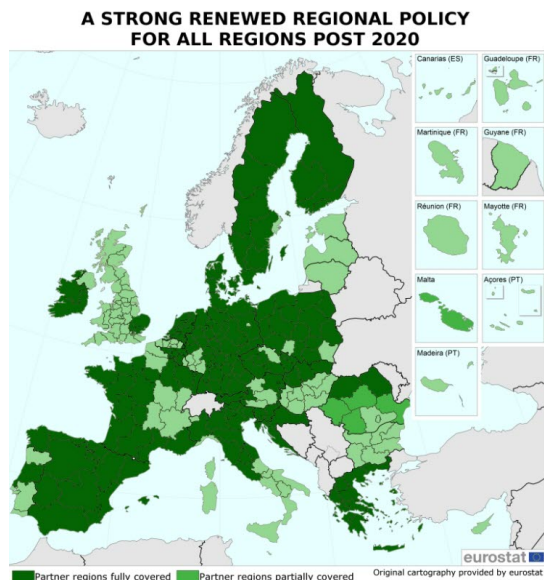 A STRONG RENEWED REGIONAL POLICY
FOR ALL REGIONS POST 2020
Canarias (ES)
Guadeloupe (FR)
Martinique (FR)
Guyane (FR)
Réunion (FR)
Mayotte (FR)
Malta
Açores (PT)
Madeira (PT)
eurostat
Partner regions fully covered
Partner regions partially covered
Original cartography provided by eurostat